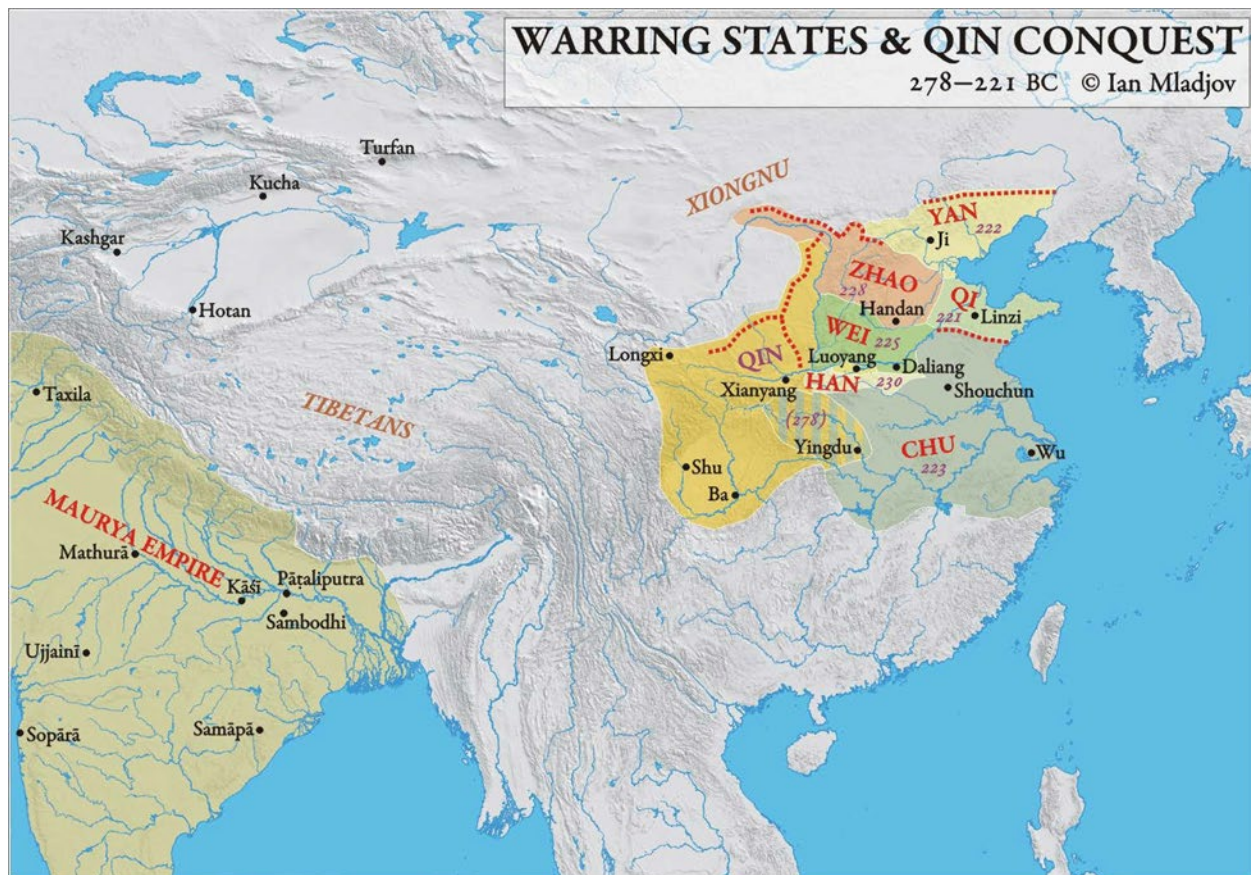 WARRING STATES & QIN CONQUEST
278–221 BC © Ian Mladjov
Turfan
Kucha
XIONGNU
Kashgar
YAN
222
Ji
ZHAO
228
Hotan
Handan
QI
221
Linzi
WEI 225
Longxi
QIN
Luoyang
Daliang
Xianyang
HAN
230
Shouchun
Taxila
TIBETANS
(278)
Yingdu
CHU
223
Wu
Shu
Ba
MAURYA EMPIRE
Mathurā
Kāśī
Pāṭaliputra
Sambodhi
Ujjainī
Sopārā
Samāpā